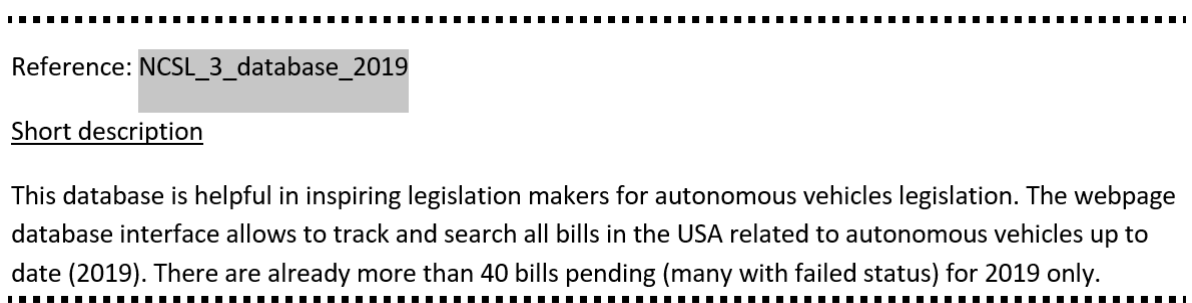 Reference: NCSL_3_database_2019
Short description
This database is helpful in inspiring legislation makers for autonomous vehicles legislation. The webpage
database interface allows to track and search all bills in the USA related to autonomous vehicles up to
date (2019). There are already more than 40 bills pending (many with failed status) for 2019 only.